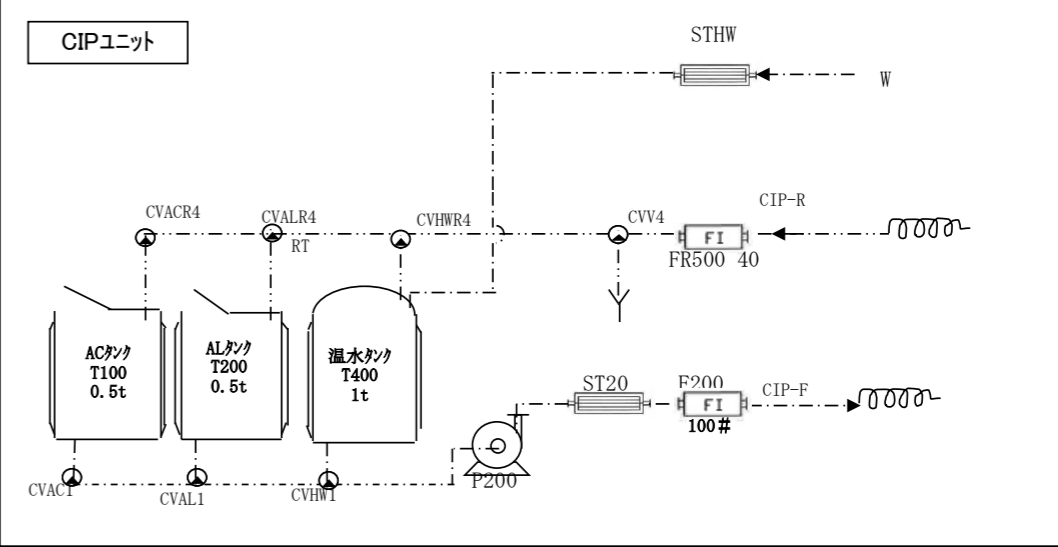 CIPユニット
STHW
W
CIP-R
CVACR4
CVALR4
CVHWR4
CVV4
RT
FI
FR500 40
ACタンク
T100
0.5t
ALタンク
T200
0.5t
温水タンク
T400
1t
ST20
F200
FI
CIP-F
100#
P200
CVAC1
CVAL1
CVHW1